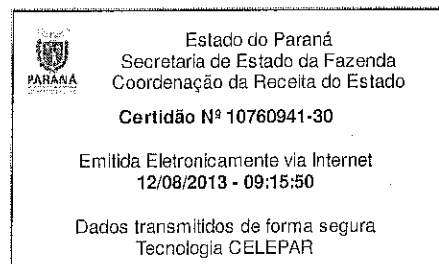 Estado do Paraná
Secretaria de Estado da Fazenda
Coordenação da Receita do Estado
PARANÁ
Certidão Nº 10760941-30
Emitida Eletronicamente via Internet
12/08/2013 - 09:15:50
Dados transmitidos de forma segura
Tecnologia CELEPAR